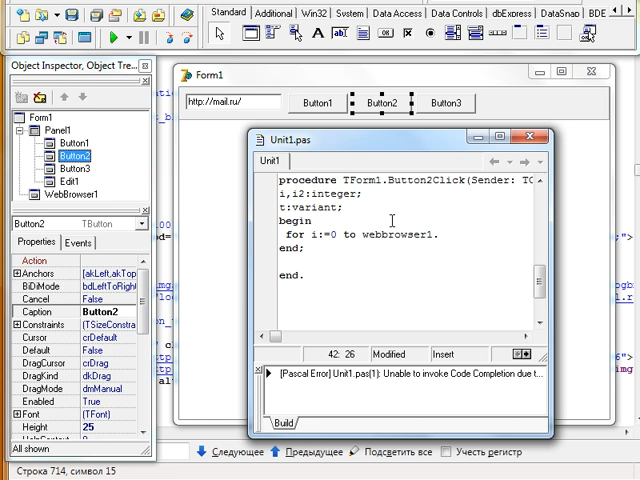 Standard Additional Win32 System Data Access Data Controls dbExpress DataSnap BDE
Object Inspector, Object Tre...
Form1
Panel1
Button1
Button2
Button3
Edit1
WebBrowser1
Button2 TButton
Properties Events
Action
Anchors [akLeft,akTop
BiDiMode bdLeftToRight
Cancel False
Caption Button2
Constraints (TSizeConstra
Cursor crDefault
Default False
DragCursor crDrag
DragKind dkDrag
DragMode dmManual
Enabled True
Font (TFont)
Height 25
All shown
Form1
http://mail.ru/ Button1 Button2 Button3
Unit1.pas
Unit1
procedure TForm1.Button2Click(Sender: TO
i,i2:integer;
t:variant;
begin
for i:=0 to webbrowser1.
end;
end.
42: 26 Modified Insert
[Pascal Error] Unit1.pas(1): Unable to invoke Code Completion due t...
Build
Следующее Предыдущее Подсветить все Учесть регистр
Строка 714, символ 15